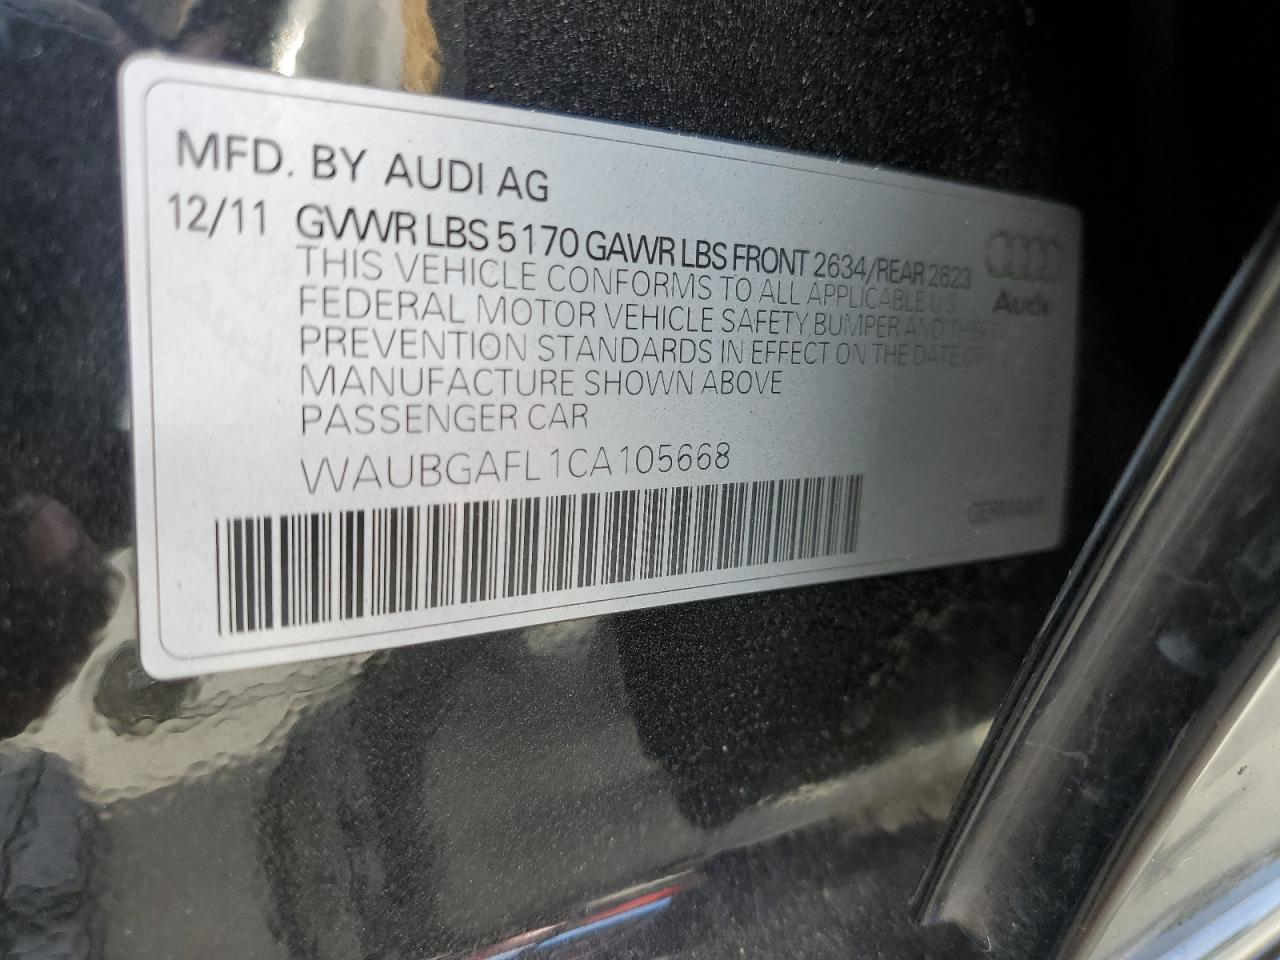 MFD. BY AUDI AG
12/11 GVWR LBS 5170 GAWR LBS FRONT 2634/REAR 2623
THIS VEHICLE CONFORMS TO ALL APPLICABLE U.S.
FEDERAL MOTOR VEHICLE SAFETY, BUMPER AND THEFT
PREVENTION STANDARDS IN EFFECT ON THE DATE OF
MANUFACTURE SHOWN ABOVE
PASSENGER CAR
WAUBGAFL1CA105668
Audi
GERMANY